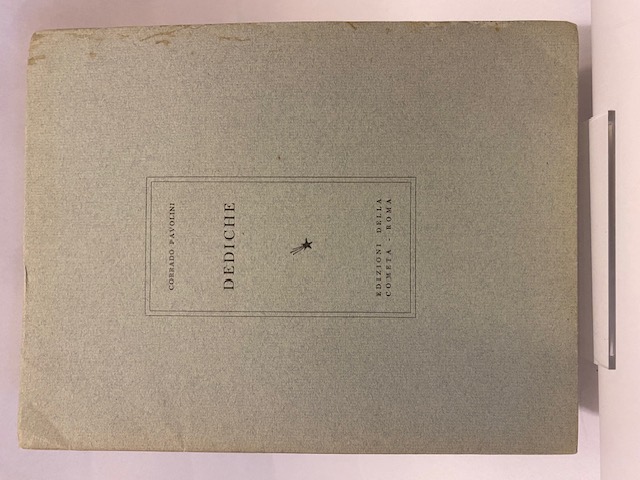 CORRADO PAVOLINI
DEDICHE
EDIZIONI DELLA
COMETA - ROMA